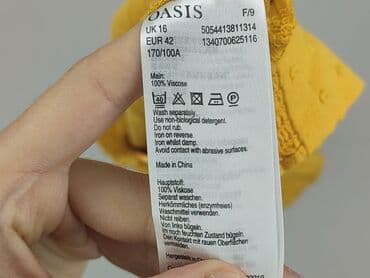 OASIS F/9
UK 16 5054413811314
EUR 42 1340700625116
170/100A
Main:
100% Viscose
40 P
Wash separately.
Use non-biological detergent.
Do not rub.
Iron on reverse.
Iron whilst damp.
Avoid contact with abrasive surfaces.
Made in China
Hauptstoff:
100% Viskose
Separat waschen.
Herkömmliches (enzymfreies)
Waschmittel verwenden.
Nicht reiben.
Von links bügeln.
Im noch feuchten Zustand bügeln.
Den Kontakt mit rauen Oberflächen
vermeiden.
Hergestellt in